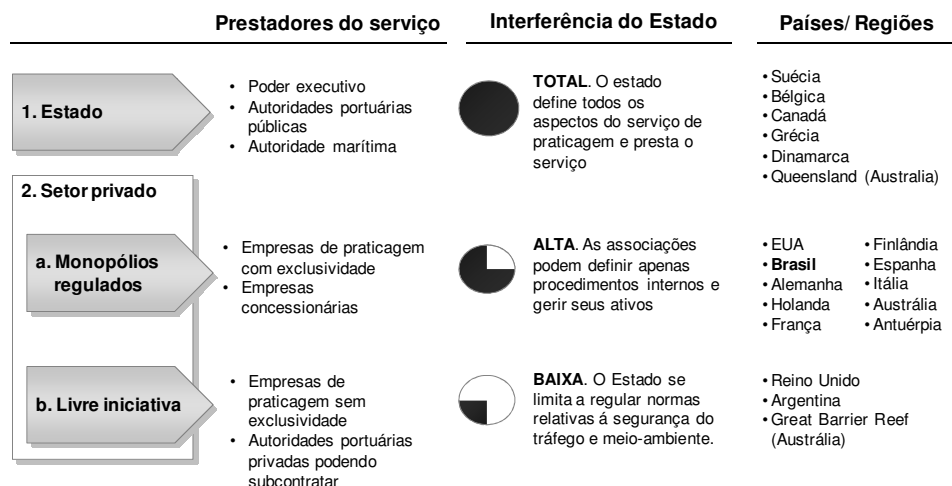 Prestadores do serviço
Interferência do Estado
Países/ Regiões
1. Estado
• Poder executivo
• Autoridades portuárias
públicas
• Autoridade marítima
TOTAL. O estado
define todos os
aspectos do serviço de
praticagem e presta o
serviço
• Suécia
• Bélgica
• Canadá
• Grécia
• Dinamarca
• Queensland (Australia)
2. Setor privado
a. Monopólios
regulados
• Empresas de praticagem
com exclusividade
• Empresas
concessionárias
ALTA. As associações
podem definir apenas
procedimentos internos e
gerir seus ativos
• EUA
• Brasil
• Alemanha
• Holanda
• França
• Finlândia
• Espanha
• Itália
• Austrália
• Antuérpia
b. Livre iniciativa
• Empresas de
praticagem sem
exclusividade
• Autoridades portuárias
privadas podendo
subcontratar
BAIXA. O Estado se
limita a regular normas
relativas á segurança do
tráfego e meio-ambiente.
• Reino Unido
• Argentina
• Great Barrier Reef
(Austrália)